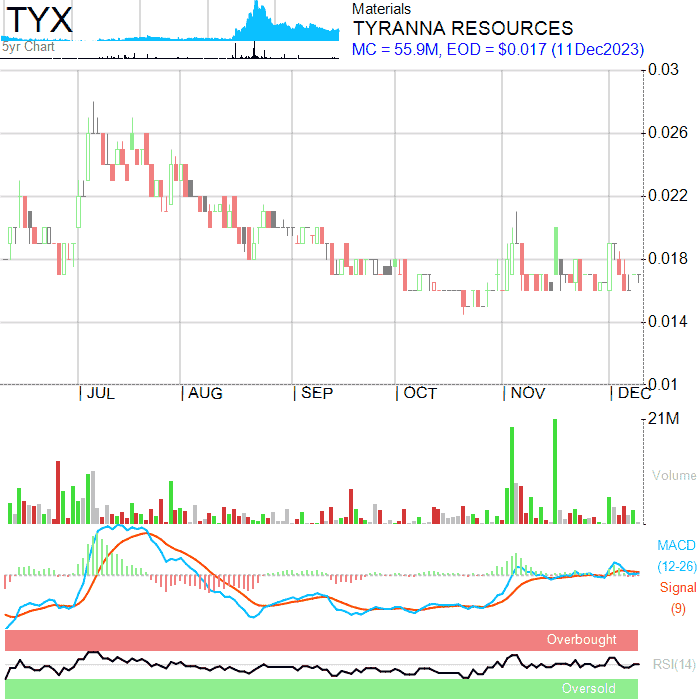 TYX
5yr Chart
Materials
TYRANNA RESOURCES
MC = 55.9M, EOD = $0.017 (11Dec2023)
0.03
0.026
0.022
0.018
0.014
0.01
| JUL | AUG | SEP | OCT | NOV | DEC
21M
Volume
MACD
(12-26)
Signal
(9)
Overbought
RSI(14)
Oversold